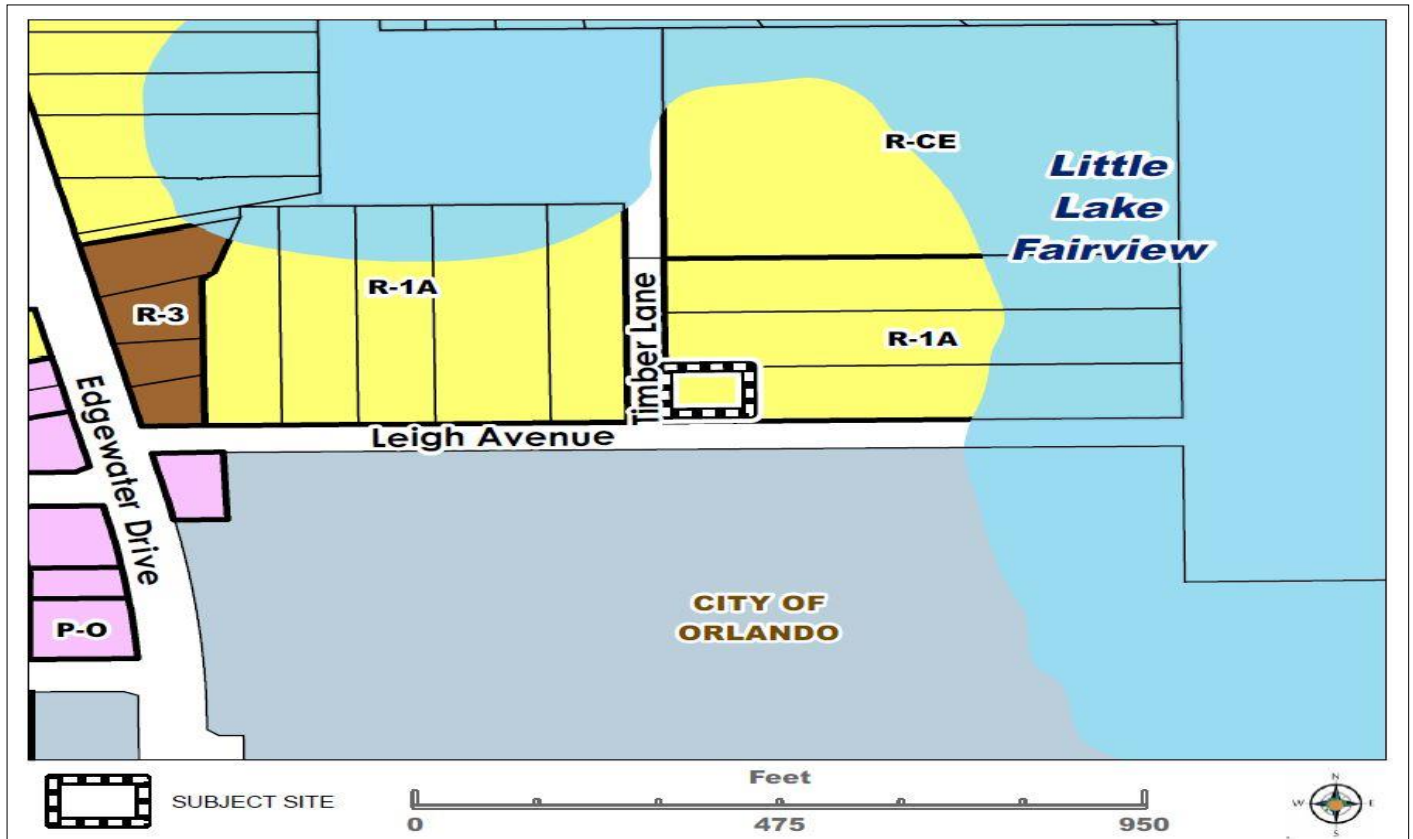 R-CE
Little
Lake
Fairview
R-1A
R-3
R-1A
Timber Lane
Edgewater Drive
Leigh Avenue
P-O
CITY OF
ORLANDO
SUBJECT SITE
Feet
0 475 950
N
W E
S